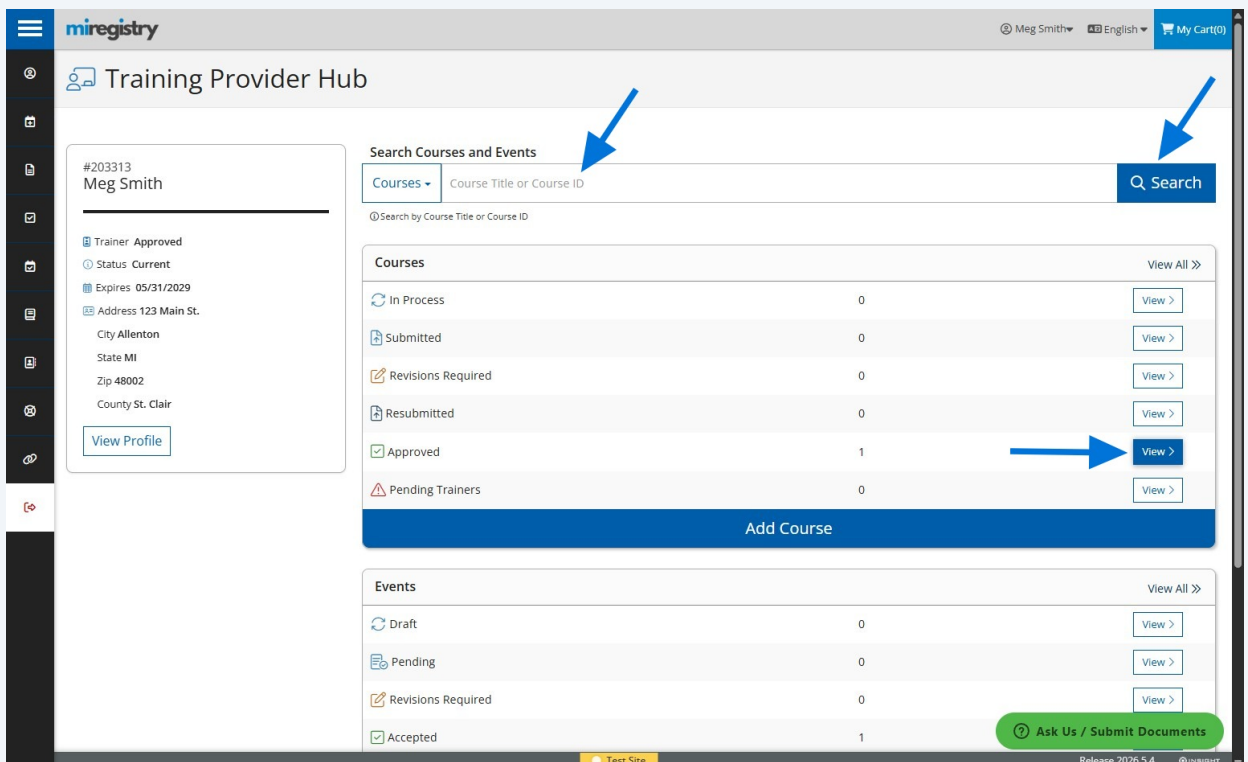 miregistry
Meg Smith
English
My Cart(0)
Training Provider Hub
#203313
Meg Smith
Trainer Approved
Status Current
Expires 05/31/2029
Address 123 Main St.
City Allenton
State MI
Zip 48002
County St. Clair
View Profile
Search Courses and Events
Courses
Course Title or Course ID
Search
Search by Course Title or Course ID
Courses View All
In Process 0 View
Submitted 0 View
Revisions Required 0 View
Resubmitted 0 View
Approved 1 View
Pending Trainers 0 View
Add Course
Events View All
Draft 0 View
Pending 0 View
Revisions Required 0 View
Accepted 1
Ask Us / Submit Documents
Test Site
Release 2026.5.4
INSIGHT